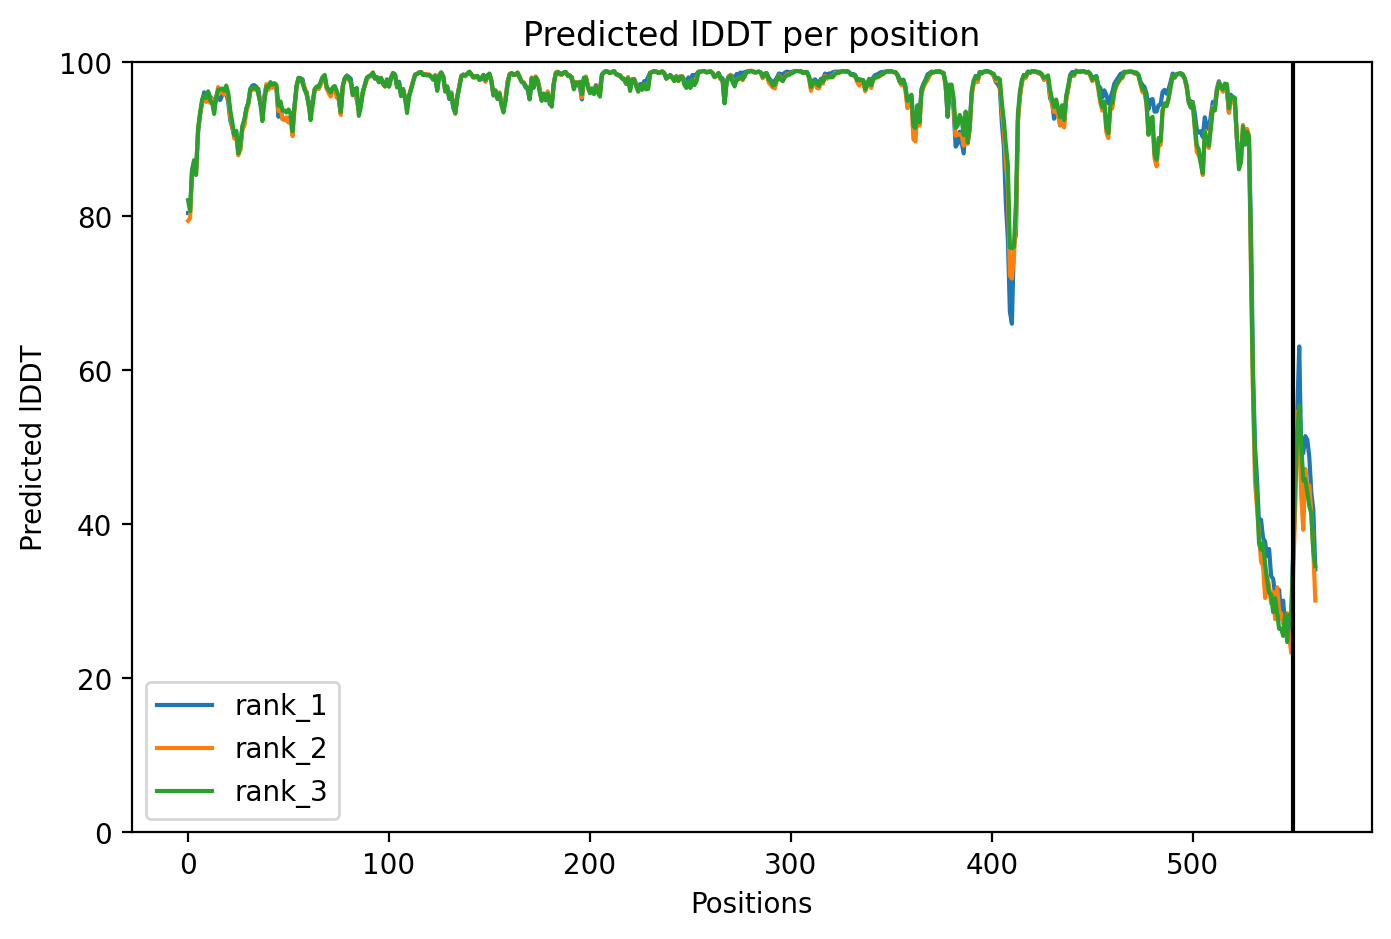 Predicted lDDT per position
100
80
60
40
20
0
Predicted lDDT
0 100 200 300 400 500
Positions
rank_1
rank_2
rank_3